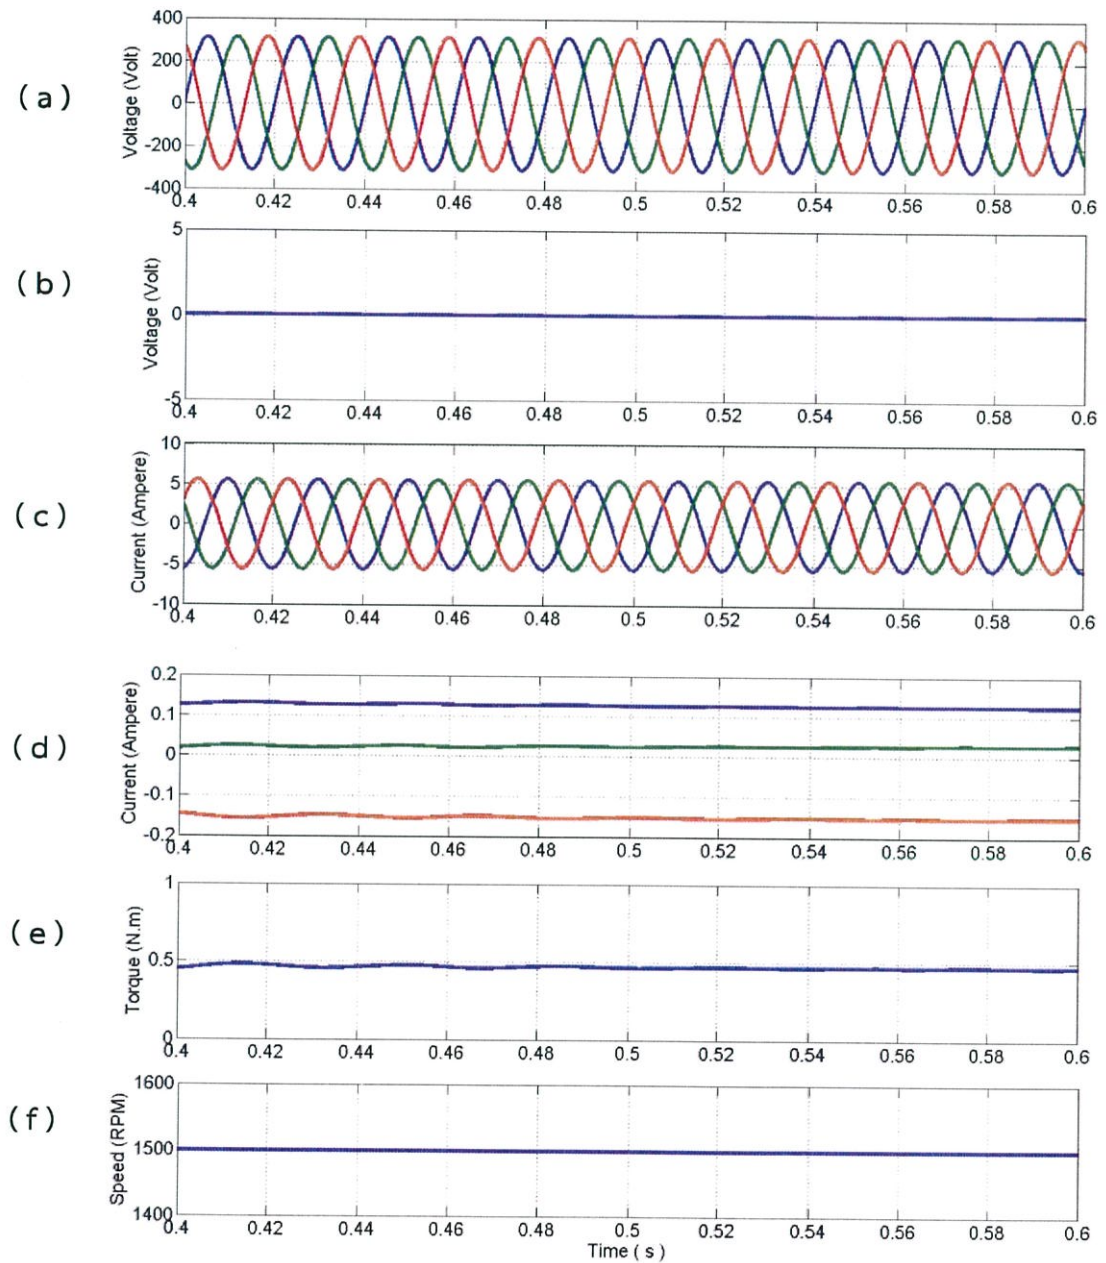 (a)
Voltage (Volt)
400
200
0
-200
-400
0.4 0.42 0.44 0.46 0.48 0.5 0.52 0.54 0.56 0.58 0.6
(b)
Voltage (Volt)
5
0
-5
0.4 0.42 0.44 0.46 0.48 0.5 0.52 0.54 0.56 0.58 0.6
(c)
Current (Ampere)
10
5
0
-5
-10
0.4 0.42 0.44 0.46 0.48 0.5 0.52 0.54 0.56 0.58 0.6
(d)
Current (Ampere)
0.2
0.1
0
-0.1
-0.2
0.4 0.42 0.44 0.46 0.48 0.5 0.52 0.54 0.56 0.58 0.6
(e)
Torque (N.m)
1
0.5
0
0.4 0.42 0.44 0.46 0.48 0.5 0.52 0.54 0.56 0.58 0.6
(f)
Speed (RPM)
1600
1500
1400
0.4 0.42 0.44 0.46 0.48 0.5 0.52 0.54 0.56 0.58 0.6
Time ( s )